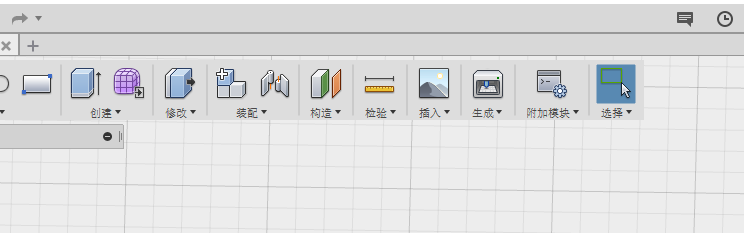 创建 修改 装配 构造 检验 插入 生成 附加模块 选择